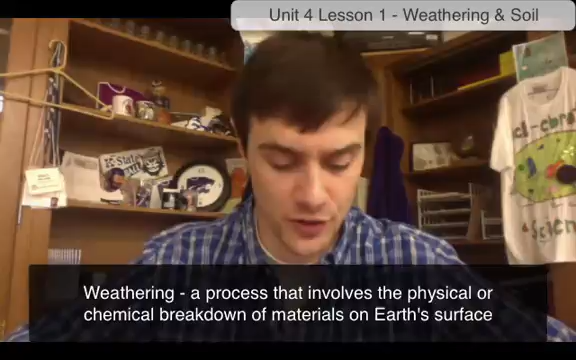 Unit 4 Lesson 1 - Weathering & Soil
K-State
Weathering - a process that involves the physical or
chemical breakdown of materials on Earth's surface